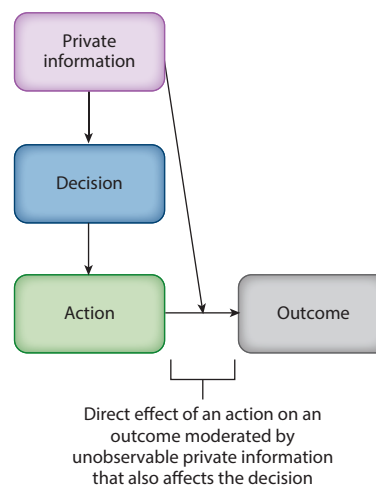 Private
information
Decision
Action
Outcome
Direct effect of an action on an
outcome moderated by
unobservable private information
that also affects the decision